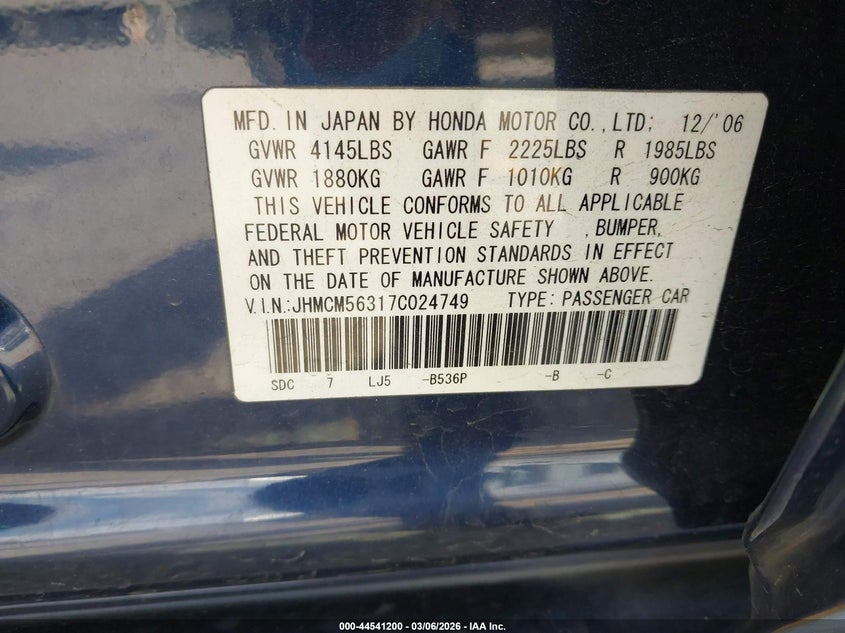 MFD. IN JAPAN BY HONDA MOTOR CO., LTD; 12/'06
GVWR 4145LBS GAWR F 2225LBS R 1985LBS
GVWR 1880KG GAWR F 1010KG R 900KG
THIS VEHICLE CONFORMS TO ALL APPLICABLE
FEDERAL MOTOR VEHICLE SAFETY , BUMPER,
AND THEFT PREVENTION STANDARDS IN EFFECT
ON THE DATE OF MANUFACTURE SHOWN ABOVE.
V.I.N.:JHMCM56317C024749 TYPE: PASSENGER CAR
SDC 7 LJ5 -B536P -B -C
000-44541200 - 03/06/2026 - IAA Inc.